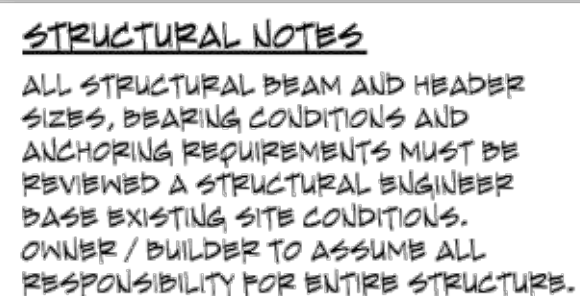 STRUCTURAL NOTES
ALL STRUCTURAL BEAM AND HEADER
SIZES, BEARING CONDITIONS AND
ANCHORING REQUIREMENTS MUST BE
REVIEWED A STRUCTURAL ENGINEER
BASE EXISTING SITE CONDITIONS.
OWNER / BUILDER TO ASSUME ALL
RESPONSIBILITY FOR ENTIRE STRUCTURE.